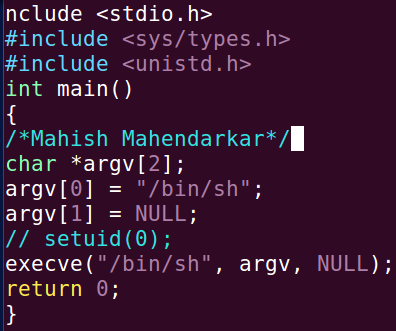 nclude <stdio.h>
#include <sys/types.h>
#include <unistd.h>
int main()
{
/*Mahish Mahendarkar*/
char *argv[2];
argv[0] = "/bin/sh";
argv[1] = NULL;
// setuid(0);
execve("/bin/sh", argv, NULL);
return 0;
}